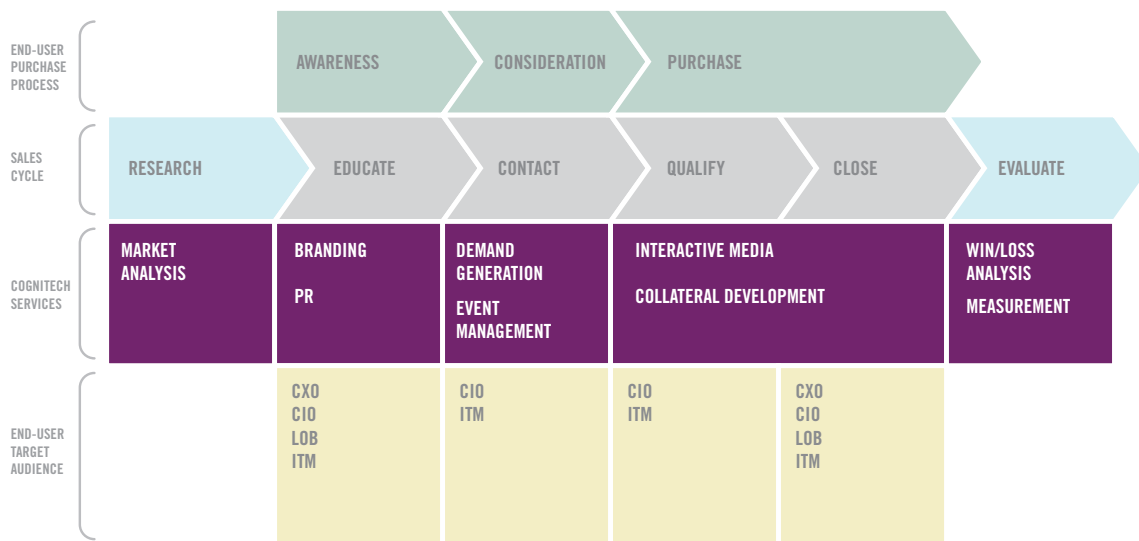 END-USER
PURCHASE
PROCESS
AWARENESS
CONSIDERATION
PURCHASE
SALES
CYCLE
RESEARCH
EDUCATE
CONTACT
QUALIFY
CLOSE
EVALUATE
COGNITECH
SERVICES
MARKET
ANALYSIS
BRANDING
PR
DEMAND
GENERATION
EVENT
MANAGEMENT
INTERACTIVE MEDIA
COLLATERAL DEVELOPMENT
WIN/LOSS
ANALYSIS
MEASUREMENT
END-USER
TARGET
AUDIENCE
CXO
CIO
LOB
ITM
CIO
ITM
CIO
ITM
CXO
CIO
LOB
ITM